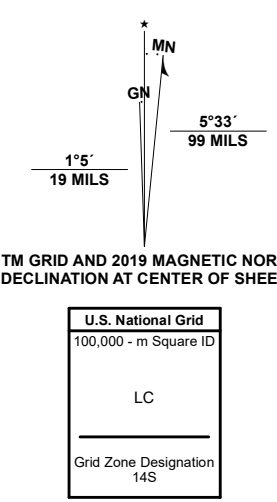 ★
MN
GN
5°33´
99 MILS
1°5´
19 MILS
TM GRID AND 2019 MAGNETIC NOR
DECLINATION AT CENTER OF SHEE
U.S. National Grid
100,000 - m Square ID
LC
Grid Zone Designation
14S